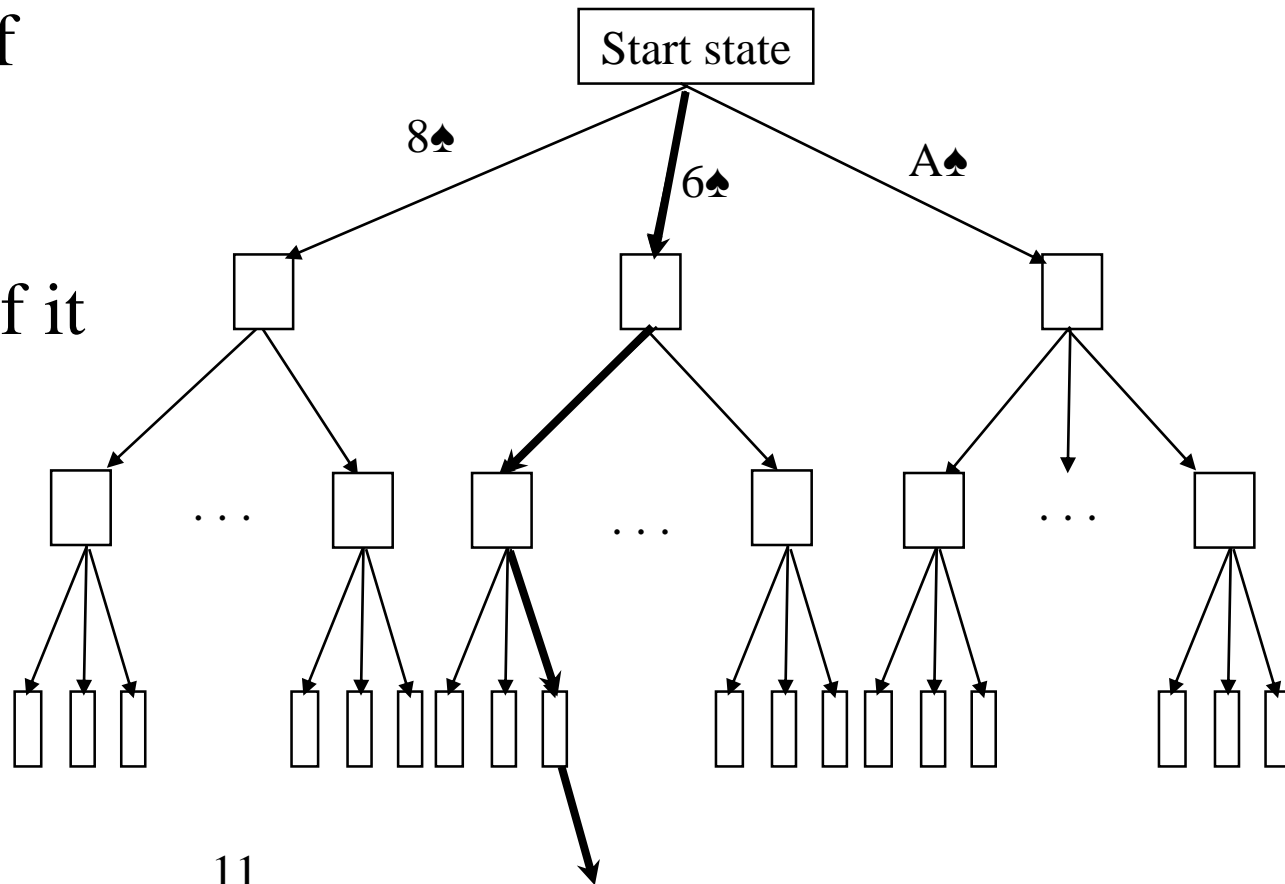 f
Start state
8♠
6♠
A♠
f it
. . .
. . .
. . .
11